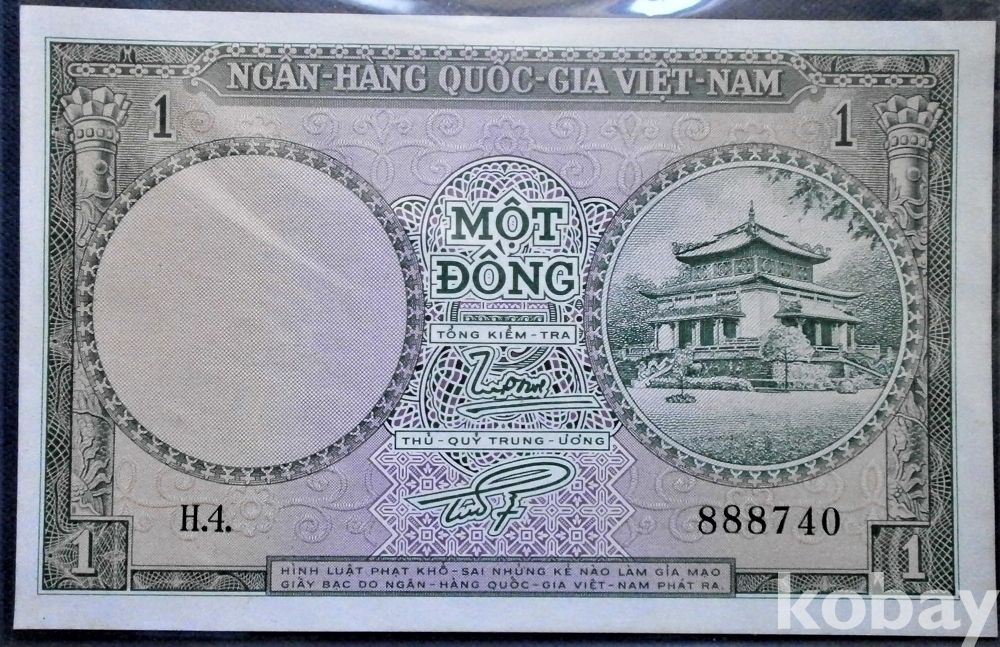 NGÂN-HÀNG QUỐC-GIA VIỆT-NAM
1 1
MỘT
ĐỒNG
TỔNG KIỂM-TRA
THỦ-QUỸ TRUNG-ƯƠNG
H.4. 888740
1 1
HÌNH LUẬT PHẠT KHỔ-SAI NHỮNG KẺ NÀO LÀM GIẢ MẠO
GIẤY BẠC DO NGÂN-HÀNG QUỐC-GIA VIỆT-NAM PHÁT RA.
kobay